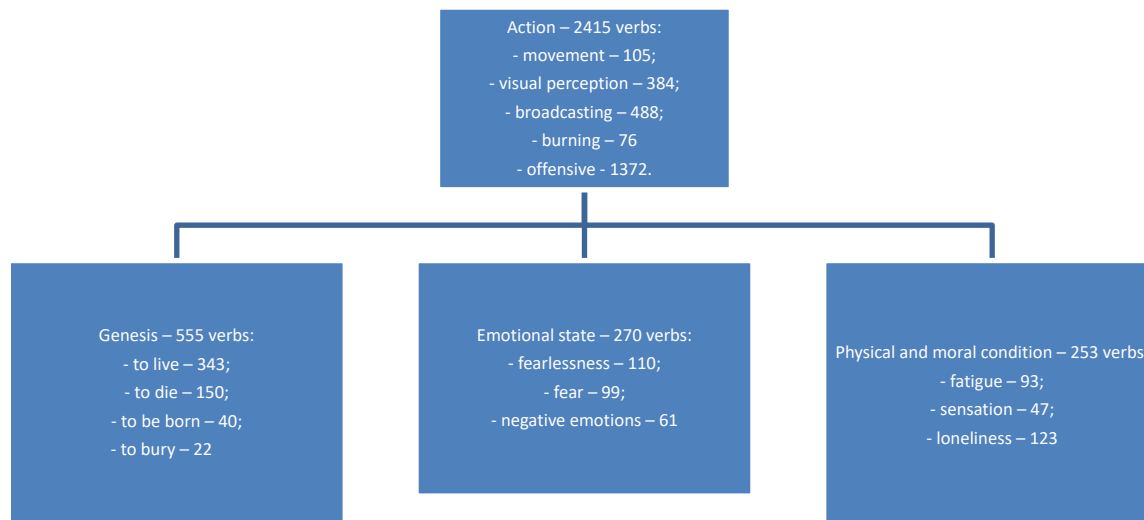 Action – 2415 verbs:
- movement – 105;
- visual perception – 384;
- broadcasting – 488;
- burning – 76
- offensive - 1372.
Genesis – 555 verbs:
- to live – 343;
- to die – 150;
- to be born – 40;
- to bury – 22
Emotional state – 270 verbs:
- fearlessness – 110;
- fear – 99;
- negative emotions – 61
Physical and moral condition – 253 verbs
- fatigue – 93;
- sensation – 47;
- loneliness – 123